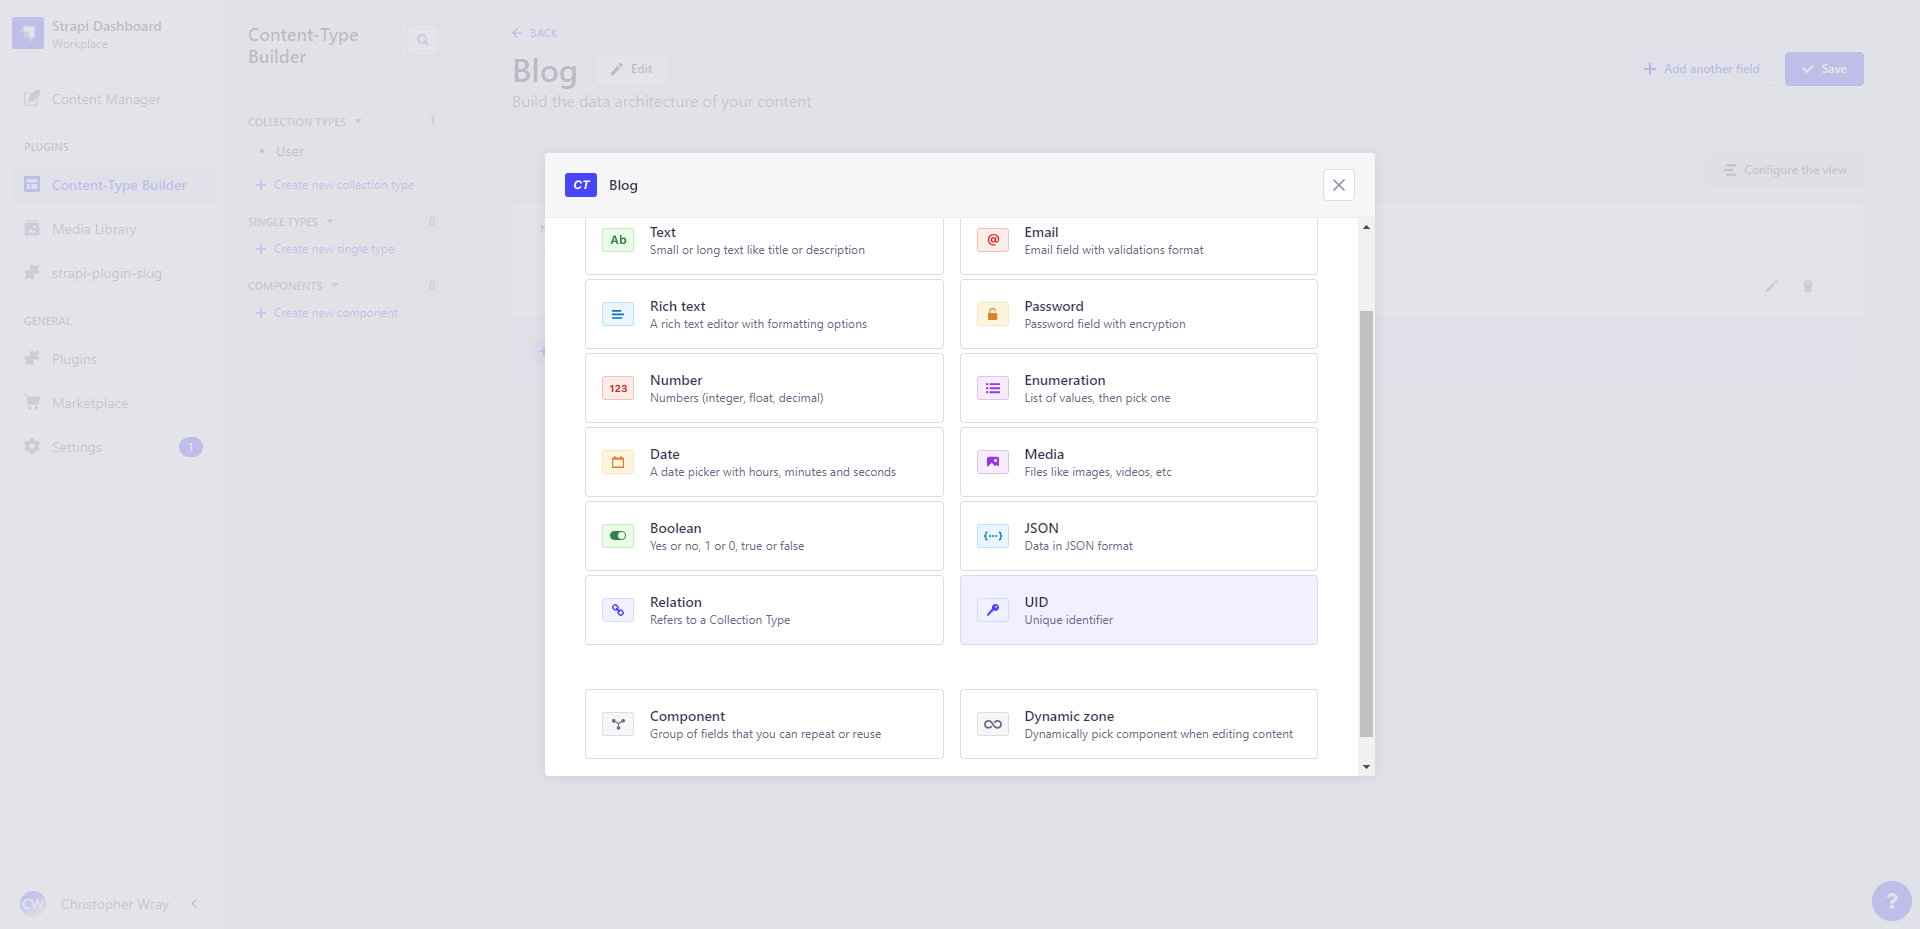 Strapi Dashboard
Workplace
Content Manager
PLUGINS
Content-Type Builder
Media Library
strapi-plugin-slug
GENERAL
Plugins
Marketplace
Settings
1
CW
Christopher Wray
Content-Type
Builder
COLLECTION TYPES
1
User
Create new collection type
SINGLE TYPES
0
Create new single type
COMPONENTS
0
Create new component
BACK
Blog
Edit
Build the data architecture of your content
Add another field
Save
Configure the view
CT
Blog
Ab
Text
Small or long text like title or description
@
Email
Email field with validations format
Rich text
A rich text editor with formatting options
Password
Password field with encryption
123
Number
Numbers (integer, float, decimal)
Enumeration
List of values, then pick one
Date
A date picker with hours, minutes and seconds
Media
Files like images, videos, etc
Boolean
Yes or no, 1 or 0, true or false
{···}
JSON
Data in JSON format
Relation
Refers to a Collection Type
UID
Unique identifier
Component
Group of fields that you can repeat or reuse
Dynamic zone
Dynamically pick component when editing content
?